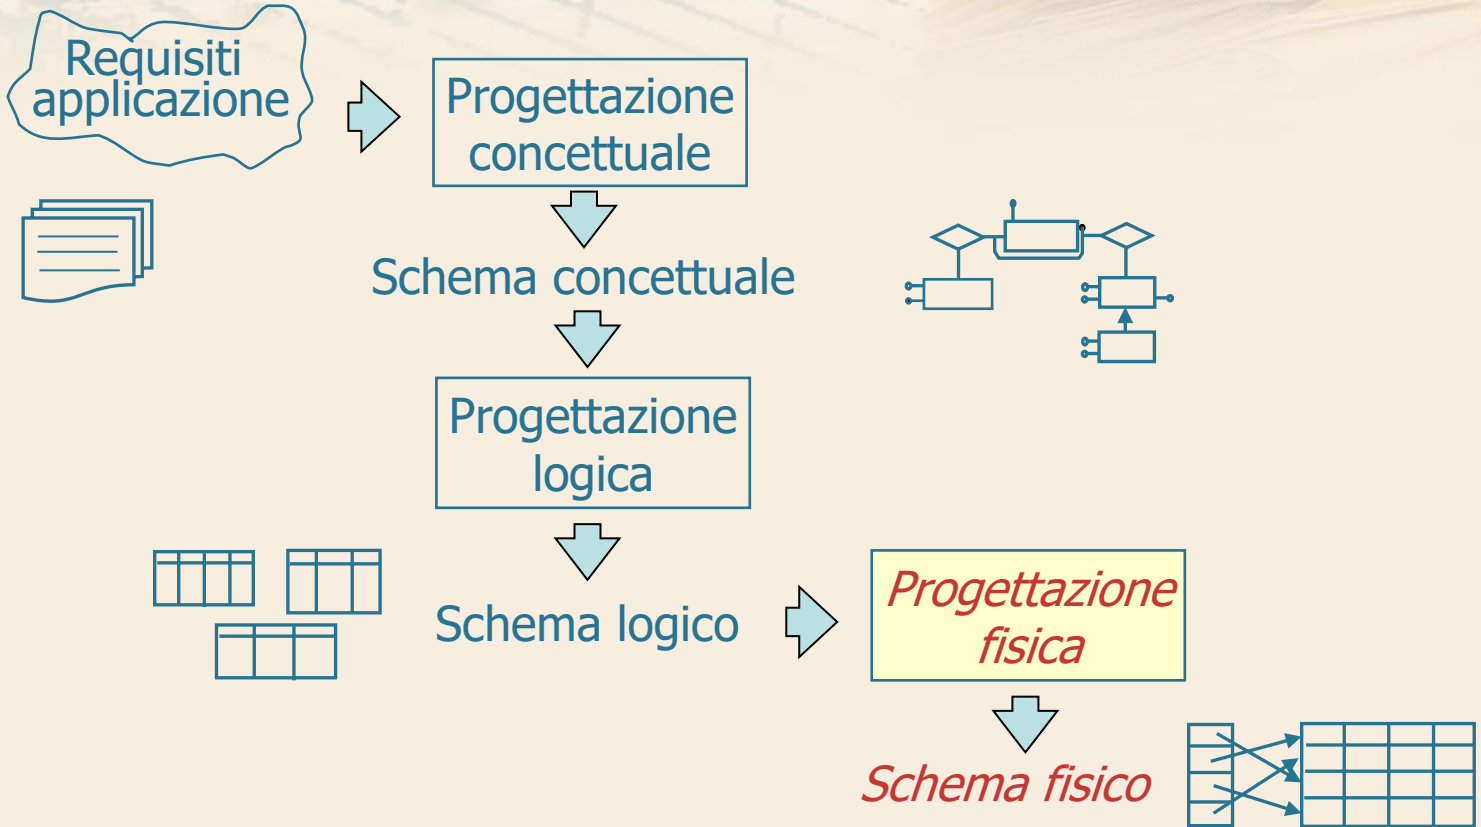 Requisiti
applicazione
Progettazione
concettuale
Schema concettuale
Progettazione
logica
Schema logico
Progettazione
fisica
Schema fisico